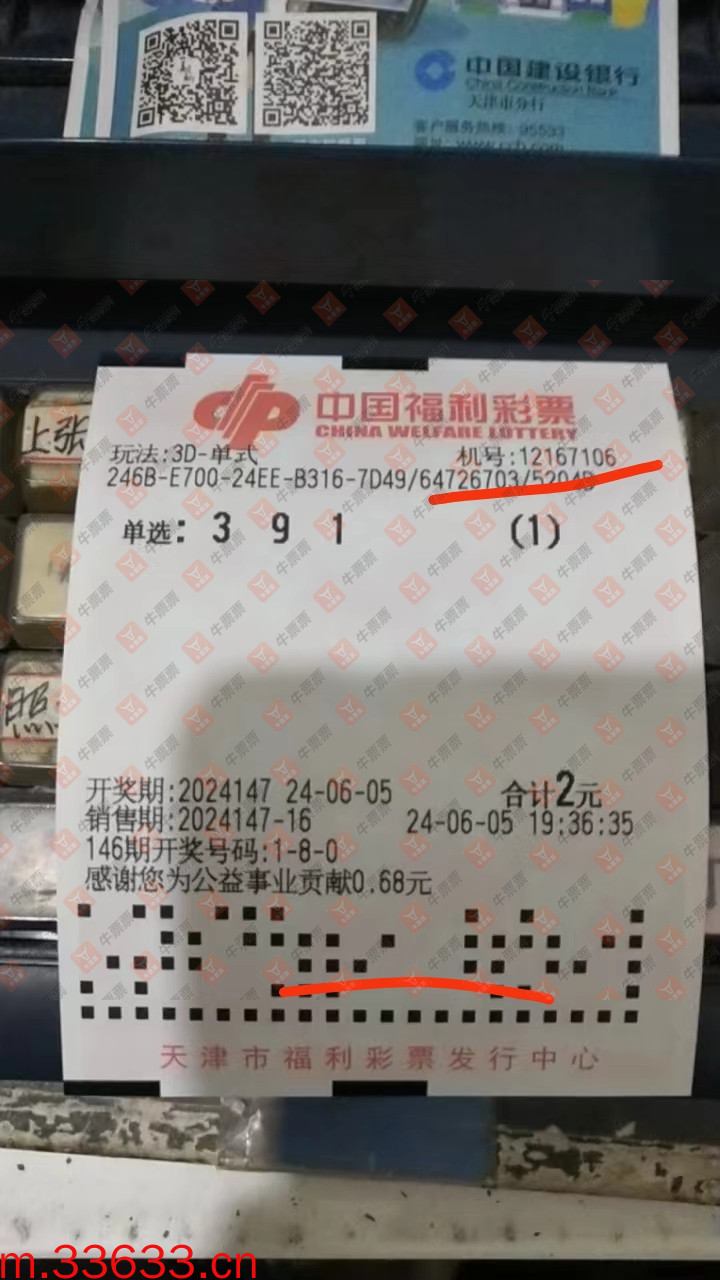 中国建设银行
China Construction Bank
天津市分行
客户服务热线: 95533
中国福利彩票
CHINA WELFARE LOTTERY
玩法:3D-单式 机号:12167106
246B-E700-24EE-B316-7D49/64726703/5204B
单选: 3 9 1 (1)
上张
开奖期:2024147 24-06-05 合计2元
销售期:2024147-16 24-06-05 19:36:35
146期开奖号码:1-8-0
感谢您为公益事业贡献0.68元
天津市福利彩票发行中心
牛票票
m.33633.cn